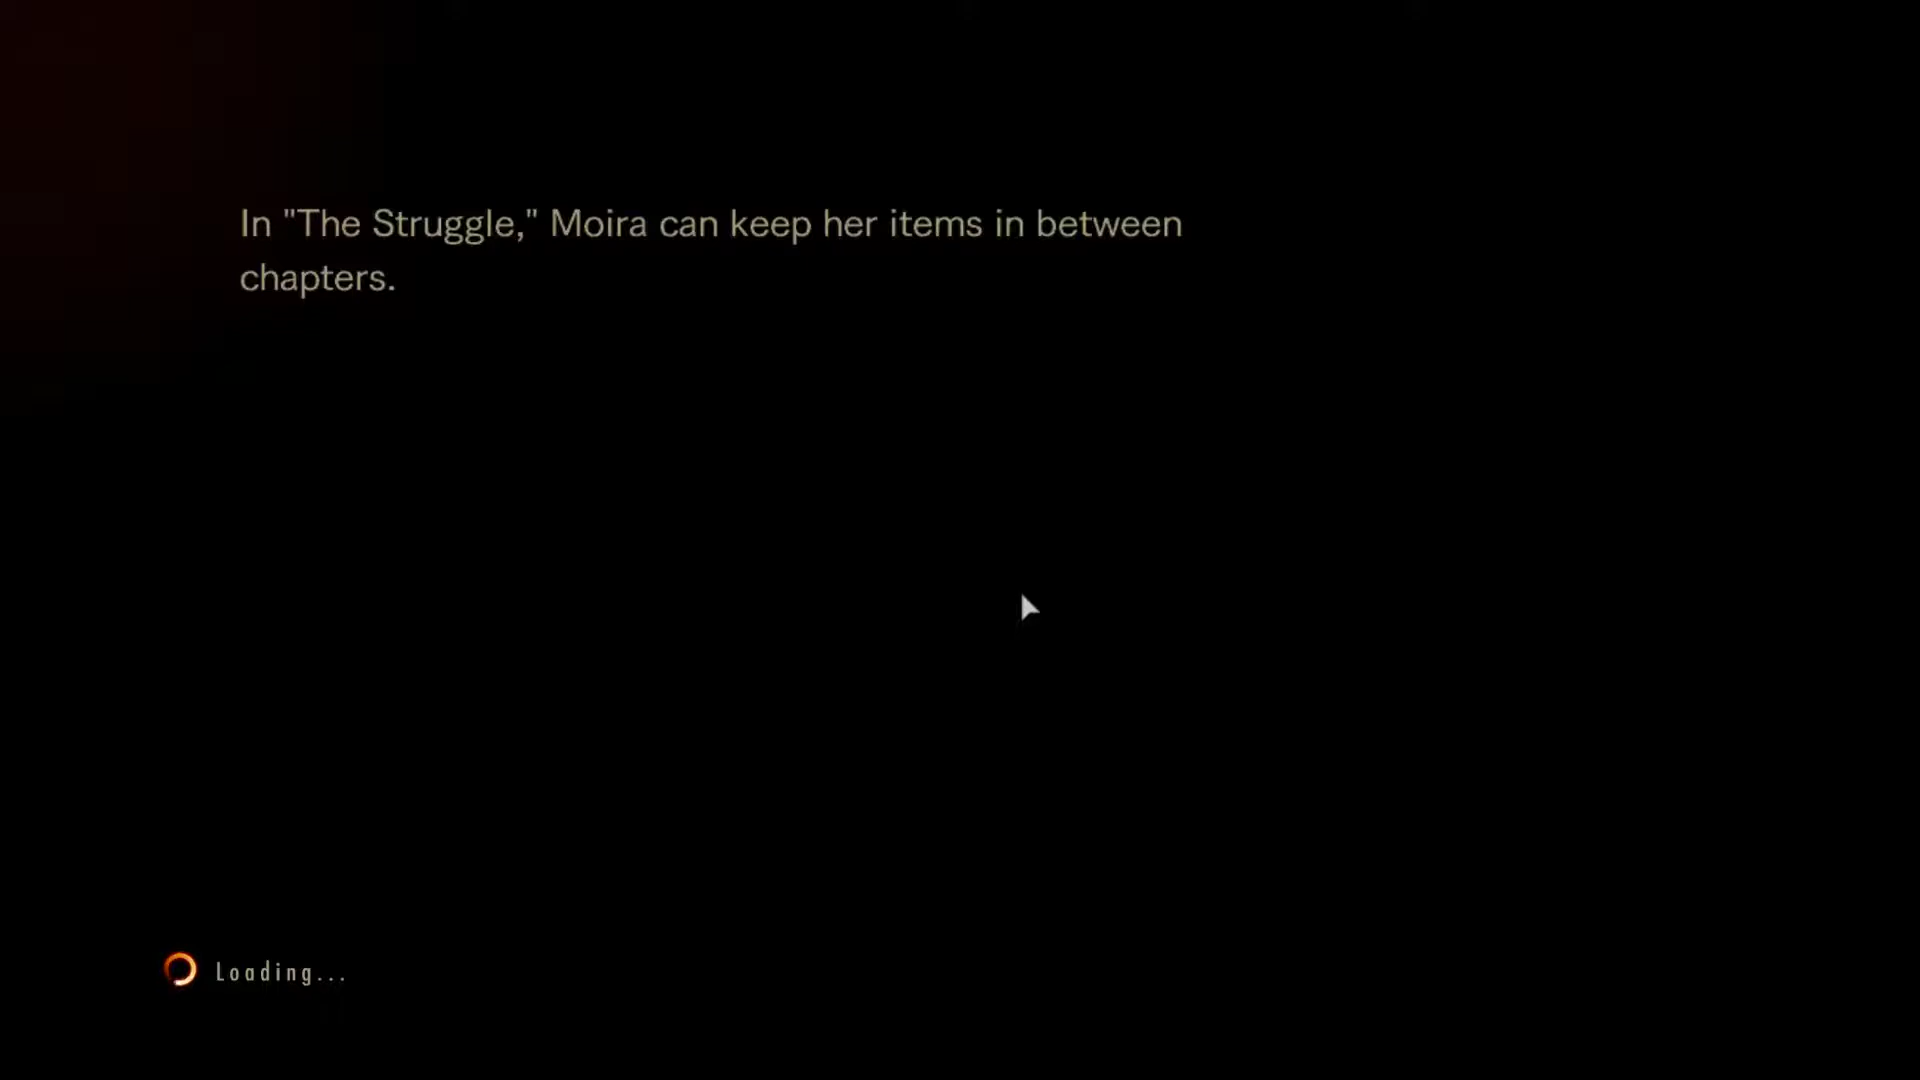 In "The Struggle," Moira can keep her items in between
chapters.
Loading...